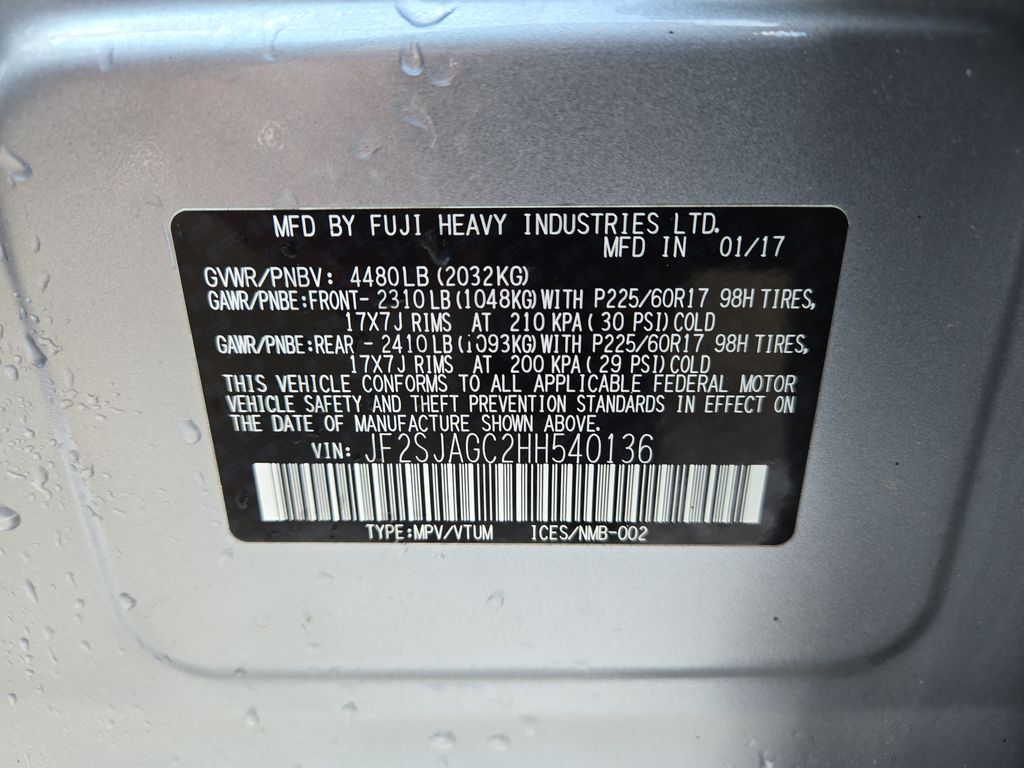 MFD BY FUJI HEAVY INDUSTRIES LTD.
MFD IN 01/17
GVWR/PNBV: 4480LB (2032KG)
GAWR/PNBE:FRONT- 2310 LB (1048KG) WITH P225/60R17 98H TIRES,
17X7J RIMS AT 210 KPA ( 30 PSI) COLD
GAWR/PNBE:REAR - 2410 LB (1093KG) WITH P225/60R17 98H TIRES,
17X7J RIMS AT 200 KPA ( 29 PSI) COLD
THIS VEHICLE CONFORMS TO ALL APPLICABLE FEDERAL MOTOR
VEHICLE SAFETY AND THEFT PREVENTION STANDARDS IN EFFECT ON
THE DATE OF MANUFACTURE SHOWN ABOVE.
VIN: JF2SJAGC2HH540136
TYPE:MPV/VTUM ICES/NMB-002